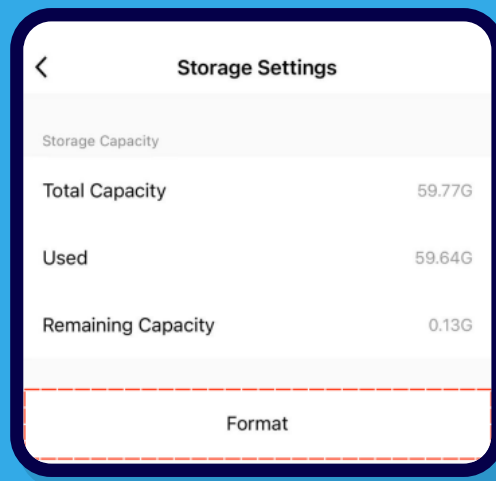 Storage Settings
Storage Capacity
Total Capacity 59.77G
Used 59.64G
Remaining Capacity 0.13G
Format